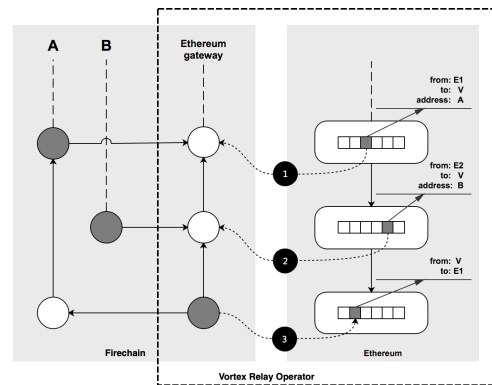 A
B
Ethereum
gateway
from: E1
to: V
address: A
1
from: E2
to: V
address: B
2
from: V
to: E1
3
Firechain
Ethereum
Vortex Relay Operator